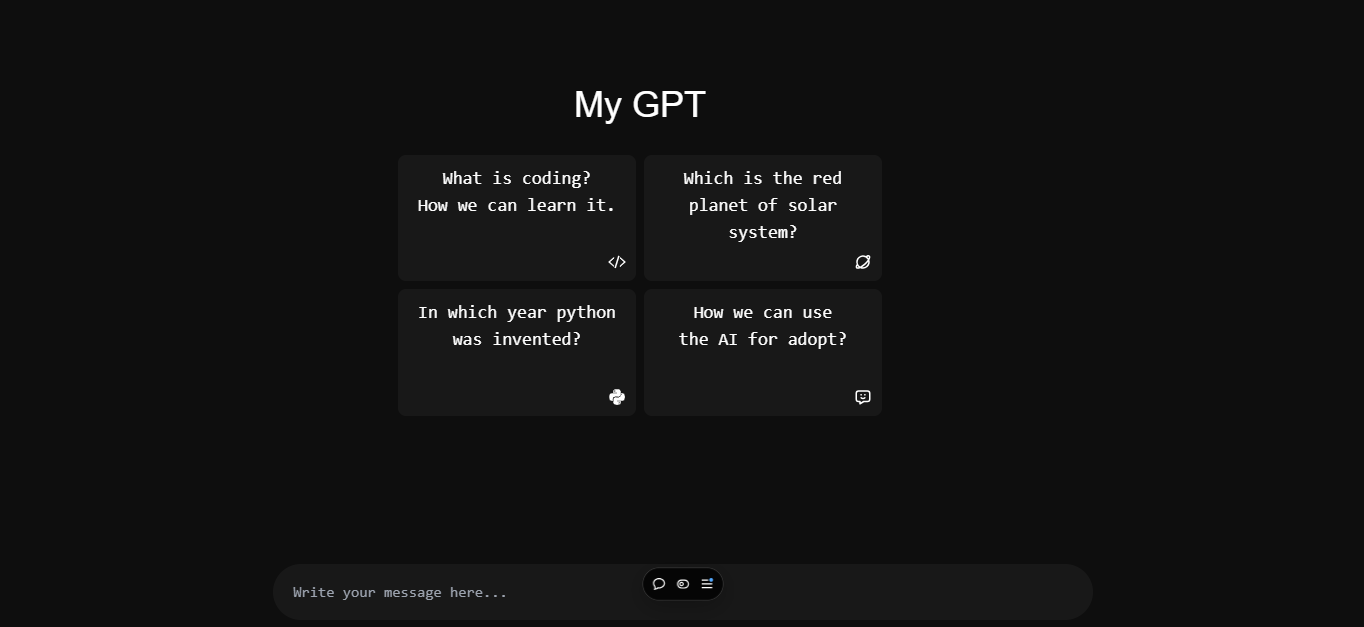 My GPT
What is coding?
How we can learn it.
Which is the red
planet of solar
system?
In which year python
was invented?
How we can use
the AI for adopt?
Write your message here...